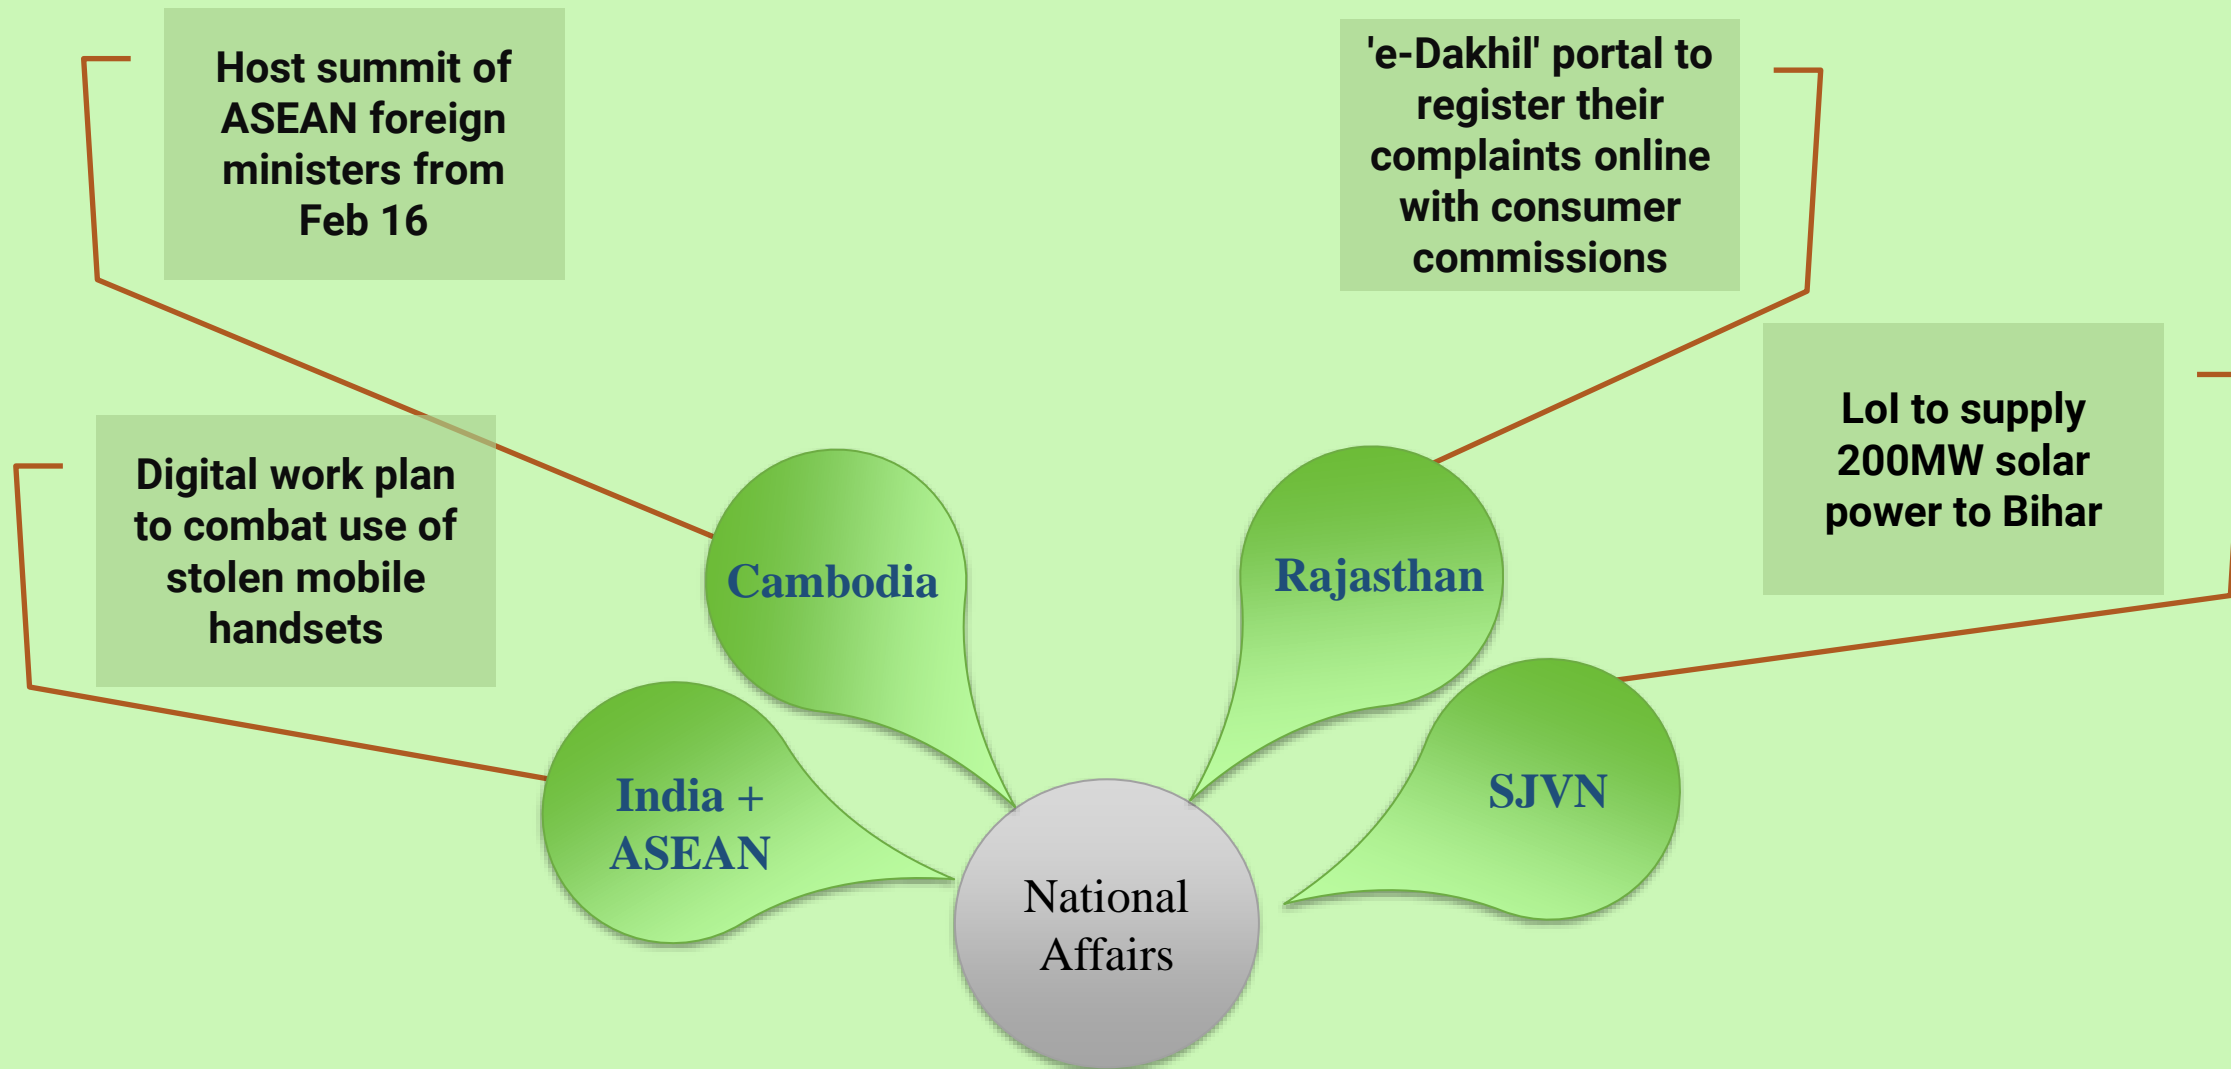 Host summit of
ASEAN foreign
ministers from
Feb 16
'e-Dakhil' portal to
register their
complaints online
with consumer
commissions
Digital work plan
to combat use of
stolen mobile
handsets
LoI to supply
200MW solar
power to Bihar
Cambodia
Rajasthan
India +
ASEAN
SJVN
National
Affairs